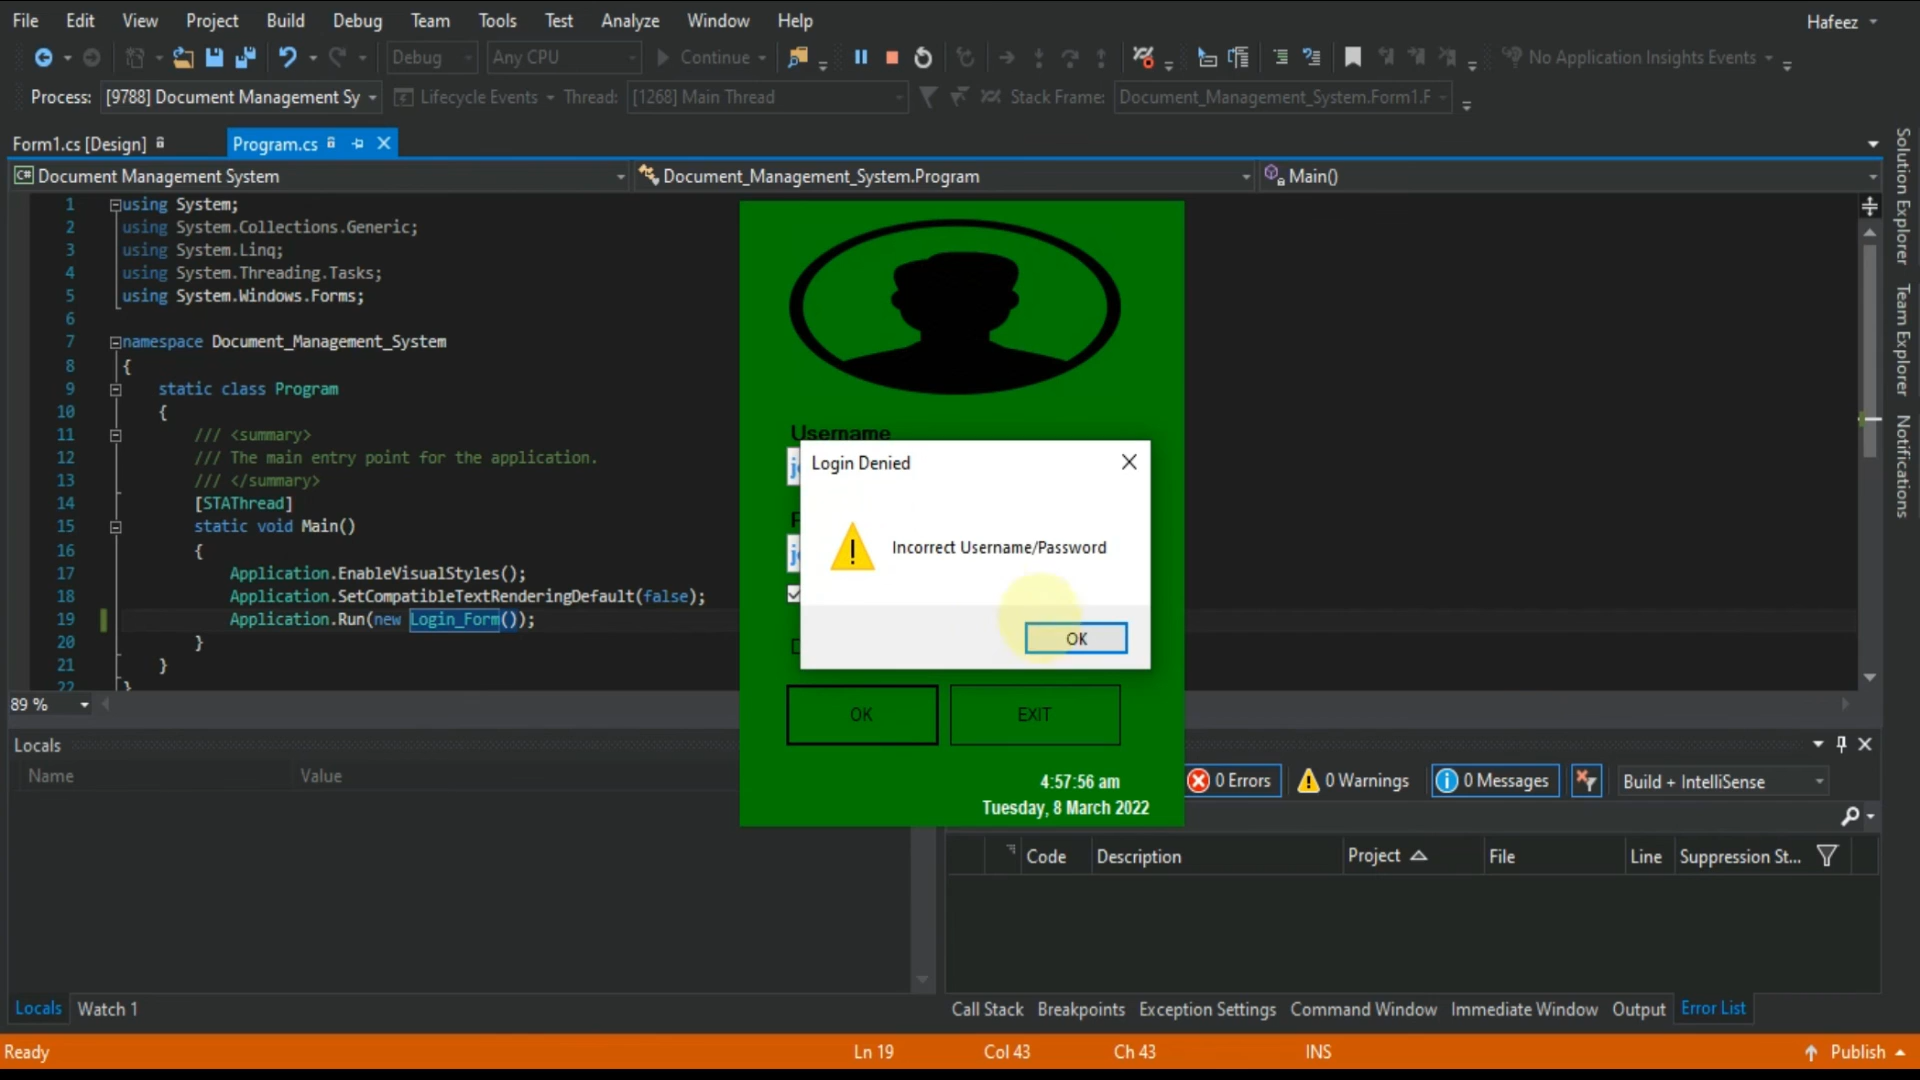 File Edit View Project Build Debug Team Tools Test Analyze Window Help Hafeez
Debug Any CPU Continue No Application Insights Events
Process: [9788] Document Management Sy Lifecycle Events Thread: [1268] Main Thread Stack Frame: Document_Management_System.Form1.F
Form1.cs [Design] Program.cs
C# Document Management System Document_Management_System.Program Main()
1 using System;
2 using System.Collections.Generic;
3 using System.Linq;
4 using System.Threading.Tasks;
5 using System.Windows.Forms;
6
7 namespace Document_Management_System
8 {
9 static class Program
10 {
11 /// <summary>
12 /// The main entry point for the application.
13 /// </summary>
14 [STAThread]
15 static void Main()
16 {
17 Application.EnableVisualStyles();
18 Application.SetCompatibleTextRenderingDefault(false);
19 Application.Run(new Login_Form());
20 }
21 }
22 }
89 %
Username
Login Denied
Incorrect Username/Password
OK
OK EXIT
4:57:56 am
Tuesday, 8 March 2022
Solution Explorer
Team Explorer
Notifications
Locals
Name Value
0 Errors 0 Warnings 0 Messages Build + IntelliSense
Code Description Project File Line Suppression St...
Locals Watch 1
Call Stack Breakpoints Exception Settings Command Window Immediate Window Output Error List
Ready Ln 19 Col 43 Ch 43 INS Publish